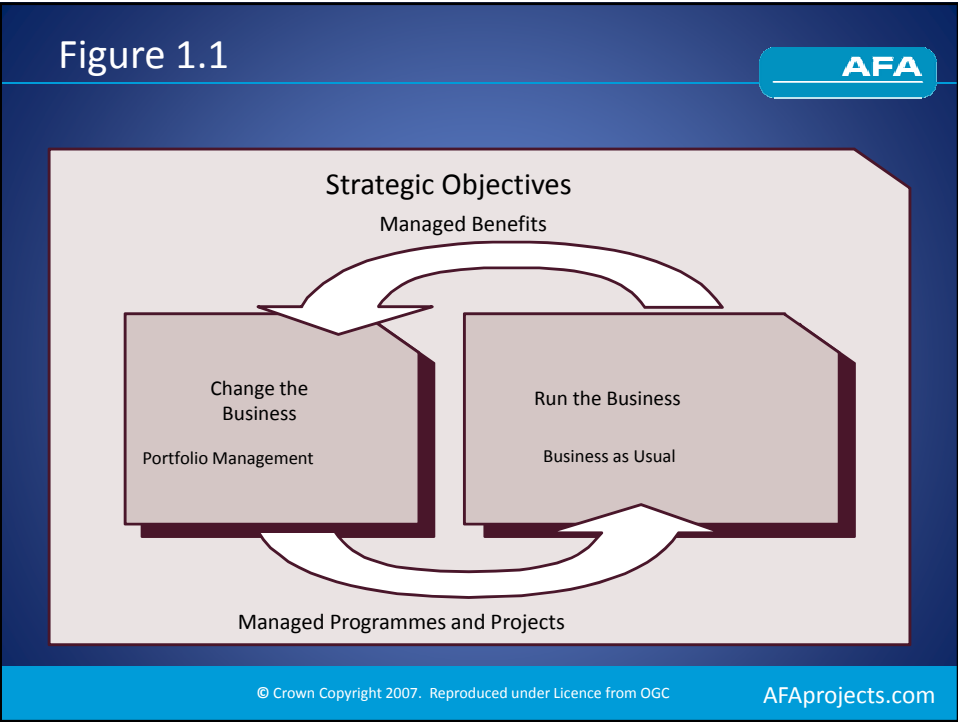 Figure 1.1
AFA
Strategic Objectives
Managed Benefits
Change the
Business
Portfolio Management
Run the Business
Business as Usual
Managed Programmes and Projects
© Crown Copyright 2007. Reproduced under Licence from OGC
AFAprojects.com